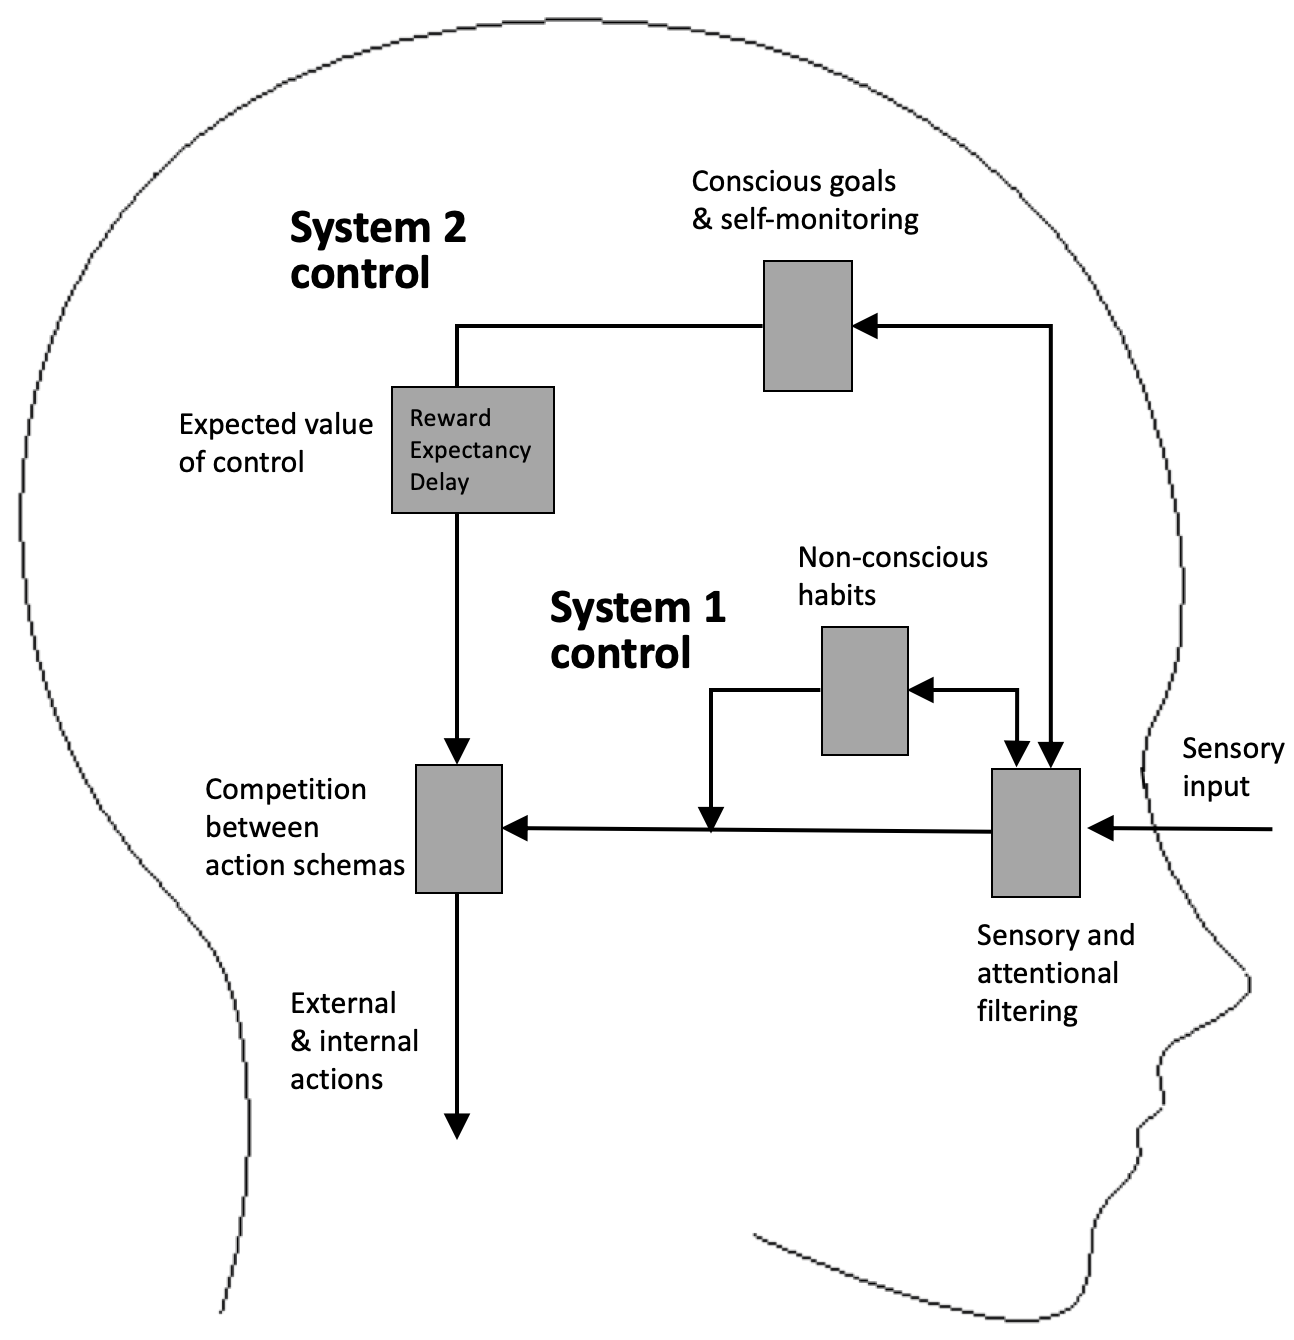 Conscious goals
& self-monitoring
System 2
control
Expected value
of control
Reward
Expectancy
Delay
Non-conscious
habits
System 1
control
Sensory
input
Competition
between
action schemas
Sensory and
attentional
filtering
External
& internal
actions